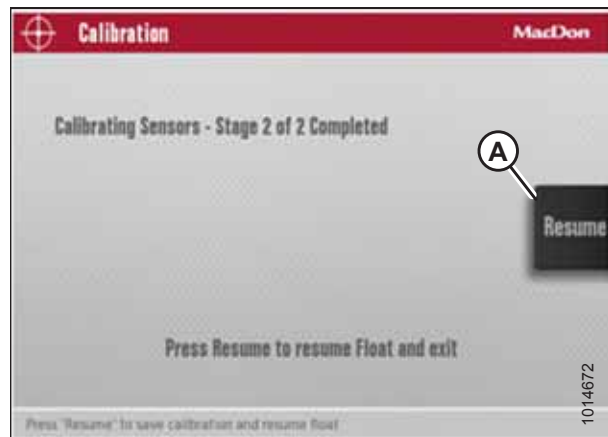 Calibration
MacDon
Calibrating Sensors - Stage 2 of 2 Completed
A
Resume
Press Resume to resume Float and exit
Press 'Resume' to save calibration and resume float
1014672